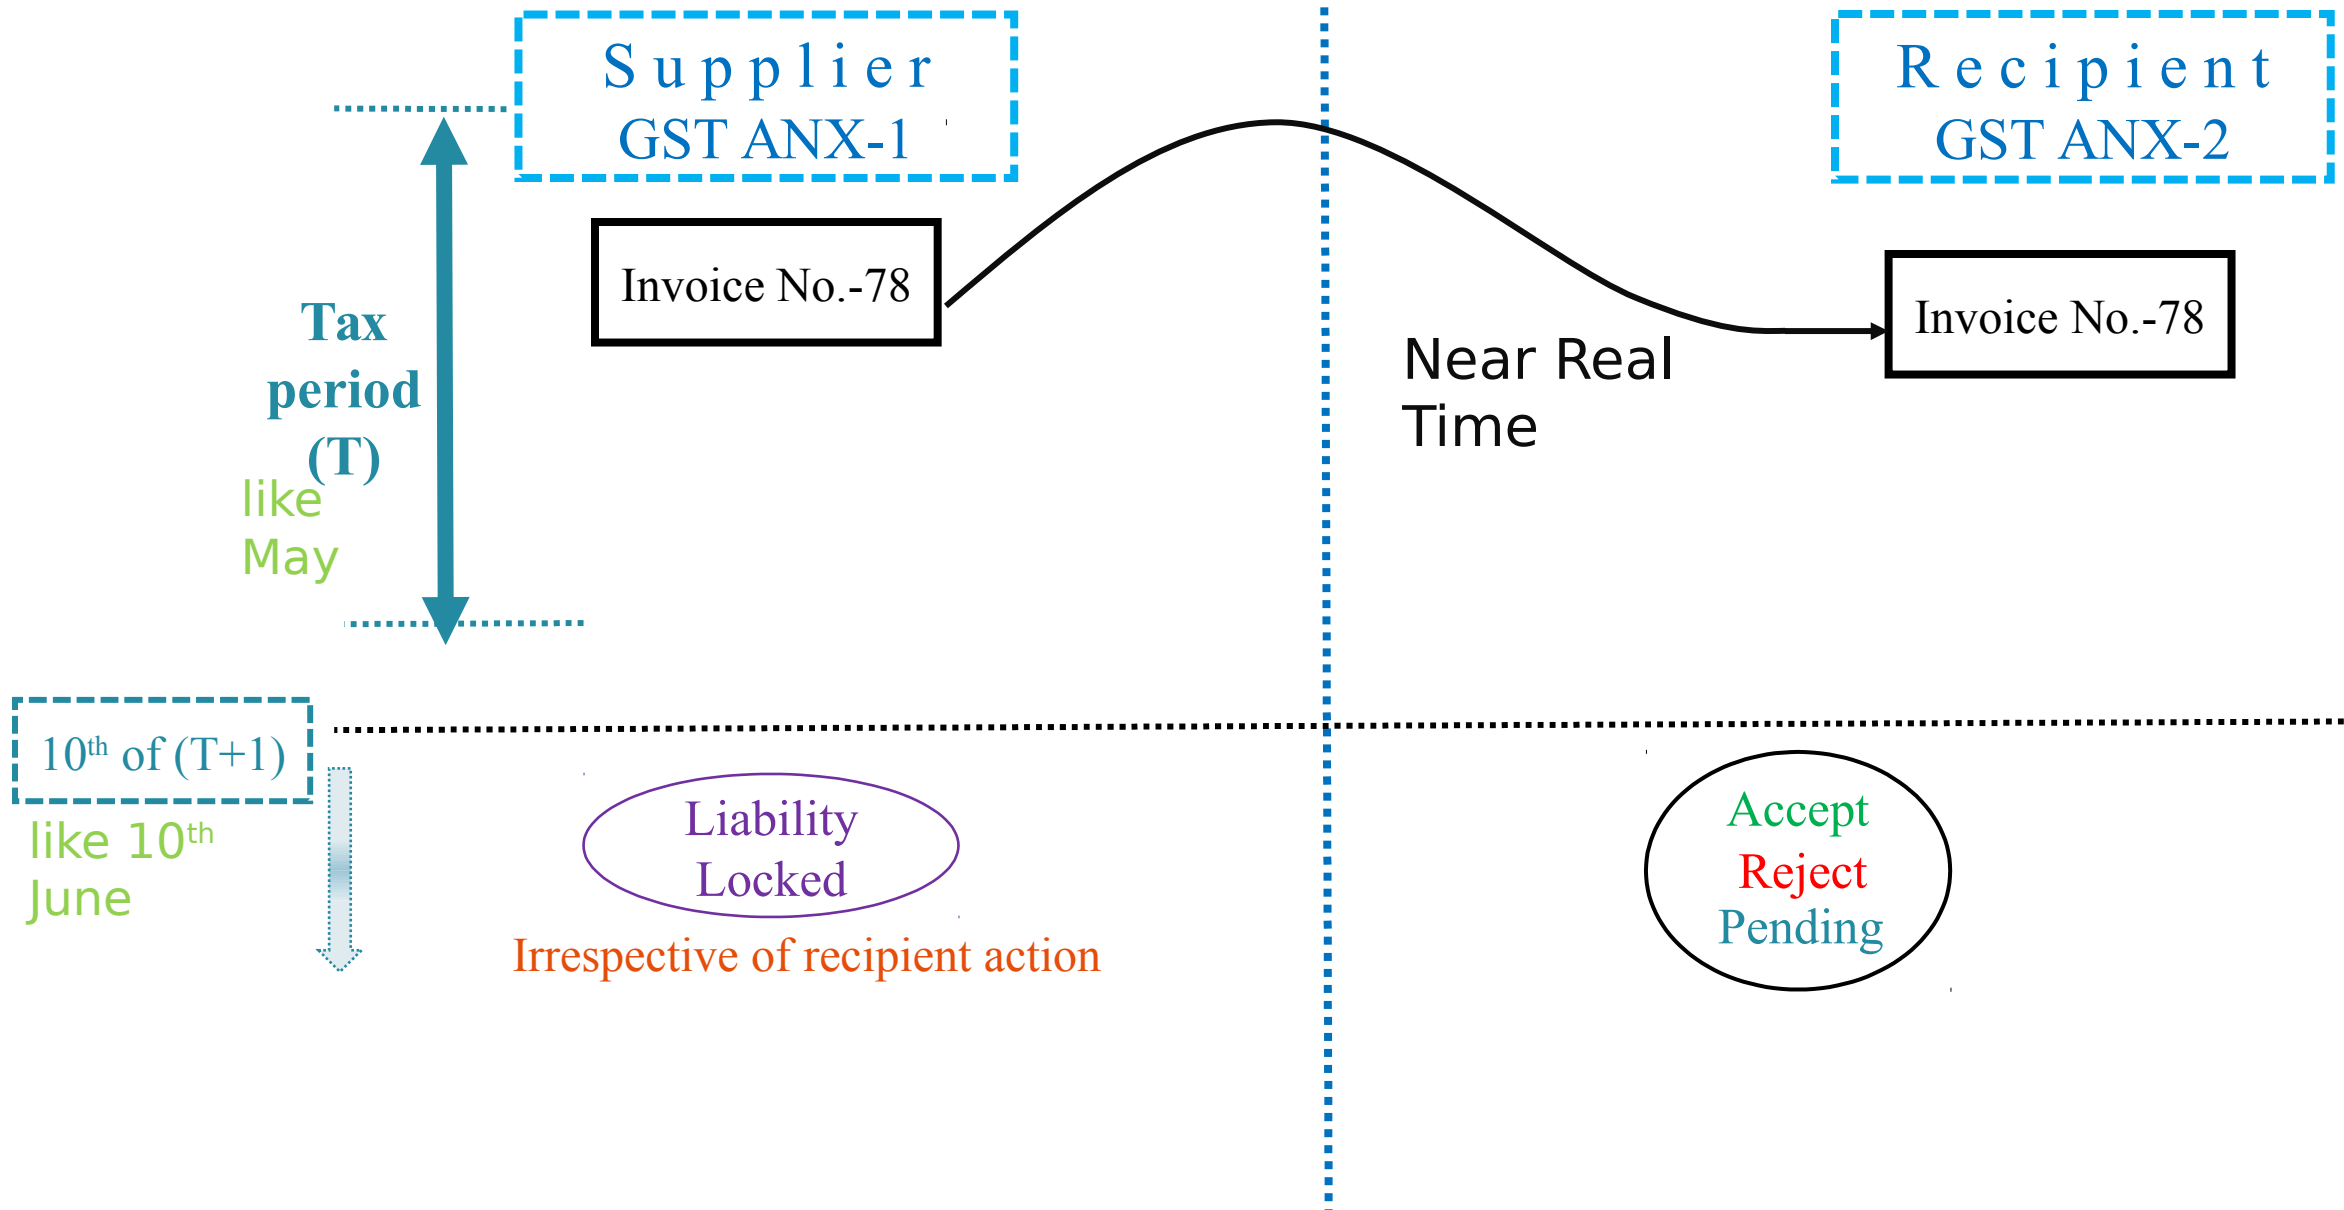 Supplier
GST ANX-1
Recipient
GST ANX-2
Invoice No.-78
Invoice No.-78
Near Real
Time
Tax
period
(T)
like
May
10th of (T+1)
like 10th
June
Liability
Locked
Irrespective of recipient action
Accept
Reject
Pending